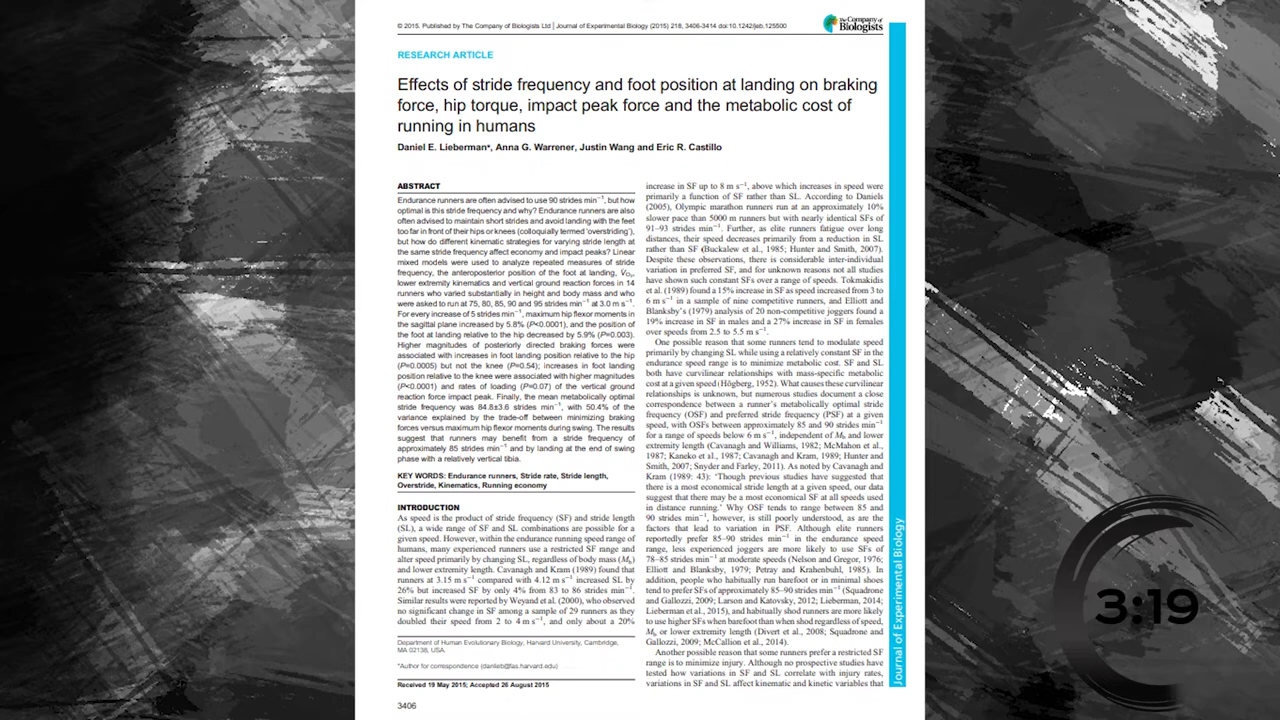 © 2015. Published by The Company of Biologists Ltd | Journal of Experimental Biology (2015) 218, 3406-3414 doi:10.1242/jeb.125500
The Company of
Biologists
RESEARCH ARTICLE
Effects of stride frequency and foot position at landing on braking
force, hip torque, impact peak force and the metabolic cost of
running in humans
Daniel E. Lieberman*, Anna G. Warrener, Justin Wang and Eric R. Castillo
ABSTRACT
Endurance runners are often advised to use 90 strides min⁻¹, but how
optimal is this stride frequency and why? Endurance runners are also
often advised to maintain short strides and avoid landing with the feet
too far in front of their hips or knees (colloquially termed 'overstriding'),
but how do different kinematic strategies for varying stride length at
the same stride frequency affect economy and impact peaks? Linear
mixed models were used to analyze repeated measures of stride
frequency, the anteroposterior position of the foot at landing, V̇O₂,
lower extremity kinematics and vertical ground reaction forces in 14
runners who varied substantially in height and body mass and who
were asked to run at 75, 80, 85, 90 and 95 strides min⁻¹ at 3.0 m s⁻¹.
For every increase of 5 strides min⁻¹, maximum hip flexor moments in
the sagittal plane increased by 5.8% (P<0.0001), and the position of
the foot at landing relative to the hip decreased by 5.9% (P=0.003).
Higher magnitudes of posteriorly directed braking forces were
associated with increases in foot landing position relative to the hip
(P=0.0005) but not the knee (P=0.54); increases in foot landing
position relative to the knee were associated with higher magnitudes
(P<0.0001) and rates of loading (P=0.07) of the vertical ground
reaction force impact peak. Finally, the mean metabolically optimal
stride frequency was 84.8±3.6 strides min⁻¹, with 50.4% of the
variance explained by the trade-off between minimizing braking
forces versus maximum hip flexor moments during swing. The results
suggest that runners may benefit from a stride frequency of
approximately 85 strides min⁻¹ and by landing at the end of swing
phase with a relatively vertical tibia.
KEY WORDS: Endurance runners, Stride rate, Stride length,
Overstride, Kinematics, Running economy
INTRODUCTION
As speed is the product of stride frequency (SF) and stride length
(SL), a wide range of SF and SL combinations are possible for a
given speed. However, within the endurance running speed range of
humans, many experienced runners use a restricted SF range and
alter speed primarily by changing SL, regardless of body mass (Mb)
and lower extremity length. Cavanagh and Kram (1989) found that
runners at 3.15 m s⁻¹ compared with 4.12 m s⁻¹ increased SL by
26% but increased SF by only 4% from 83 to 86 strides min⁻¹.
Similar results were reported by Weyand et al. (2000), who observed
no significant change in SF among a sample of 29 runners as they
doubled their speed from 2 to 4 m s⁻¹, and only about a 20%
Department of Human Evolutionary Biology, Harvard University, Cambridge,
MA 02138, USA.
*Author for correspondence (danlieb@fas.harvard.edu)
Received 19 May 2015; Accepted 26 August 2015
3406
increase in SF up to 8 m s⁻¹, above which increases in speed were
primarily a function of SF rather than SL. According to Daniels
(2005), Olympic marathon runners run at an approximately 10%
slower pace than 5000 m runners but with nearly identical SFs of
91–93 strides min⁻¹. Further, as elite runners fatigue over long
distances, their speed decreases primarily from a reduction in SL
rather than SF (Buckalew et al., 1985; Hunter and Smith, 2007).
Despite these observations, there is considerable inter-individual
variation in preferred SF, and for unknown reasons not all studies
have shown such constant SFs over a range of speeds. Tokmakidis
et al. (1989) found a 15% increase in SF as speed increased from 3 to
6 m s⁻¹ in a sample of nine competitive runners, and Elliott and
Blanksby's (1979) analysis of 20 non-competitive joggers found a
19% increase in SF in males and a 27% increase in SF in females
over speeds from 2.5 to 5.5 m s⁻¹.
One possible reason that some runners tend to modulate speed
primarily by changing SL while using a relatively constant SF in the
endurance speed range is to minimize metabolic cost. SF and SL
both have curvilinear relationships with mass-specific metabolic
cost at a given speed (Högberg, 1952). What causes these curvilinear
relationships is unknown, but numerous studies document a close
correspondence between a runner's metabolically optimal stride
frequency (OSF) and preferred stride frequency (PSF) at a given
speed, with OSFs between approximately 85 and 90 strides min⁻¹
for a range of speeds below 6 m s⁻¹, independent of Mb and lower
extremity length (Cavanagh and Williams, 1982; McMahon et al.,
1987; Kaneko et al., 1987; Cavanagh and Kram, 1989; Hunter and
Smith, 2007; Snyder and Farley, 2011). As noted by Cavanagh and
Kram (1989: 43): 'Though previous studies have suggested that
there is a most economical stride length at a given speed, our data
suggest that there may be a most economical SF at all speeds used
in distance running.' Why OSF tends to range between 85 and
90 strides min⁻¹, however, is still poorly understood, as are the
factors that lead to variation in PSF. Although elite runners
reportedly prefer 85–90 strides min⁻¹ in the endurance speed
range, less experienced joggers are more likely to use SFs of
78–85 strides min⁻¹ at moderate speeds (Nelson and Gregor, 1976;
Elliott and Blanksby, 1979; Petray and Krahenbuhl, 1985). In
addition, people who habitually run barefoot or in minimal shoes
tend to prefer SFs of approximately 85–90 strides min⁻¹ (Squadrone
and Gallozzi, 2009; Larson and Katovsky, 2012; Lieberman, 2014;
Lieberman et al., 2015), and habitually shod runners are more likely
to use higher SFs when barefoot than when shod regardless of speed,
Mb or lower extremity length (Divert et al., 2008; Squadrone and
Gallozzi, 2009; McCallion et al., 2014).
Another possible reason that some runners prefer a restricted SF
range is to minimize injury. Although no prospective studies have
tested how variations in SF and SL correlate with injury rates,
variations in SF and SL affect kinematic and kinetic variables that
Journal of Experimental Biology
3:19